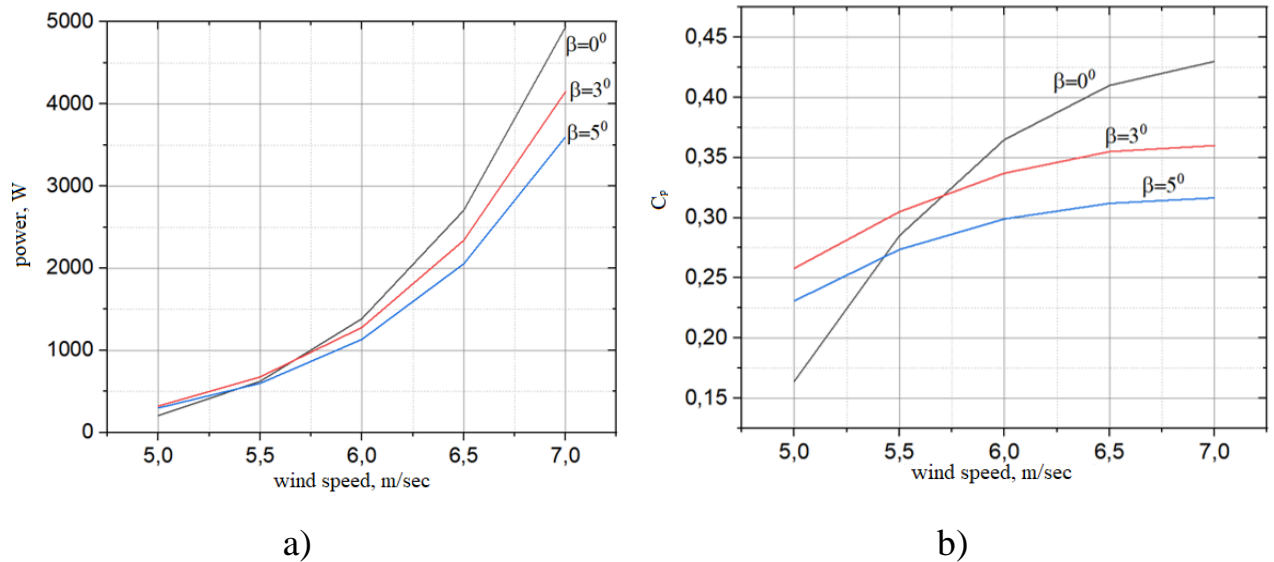 5000
4000
3000
2000
1000
0
power, W
β=0⁰
β=3⁰
β=5⁰
5,0 5,5 6,0 6,5 7,0
wind speed, m/sec
a)
0,45
0,40
0,35
0,30
0,25
0,20
0,15
Cₚ
β=0⁰
β=3⁰
β=5⁰
5,0 5,5 6,0 6,5 7,0
wind speed, m/sec
b)